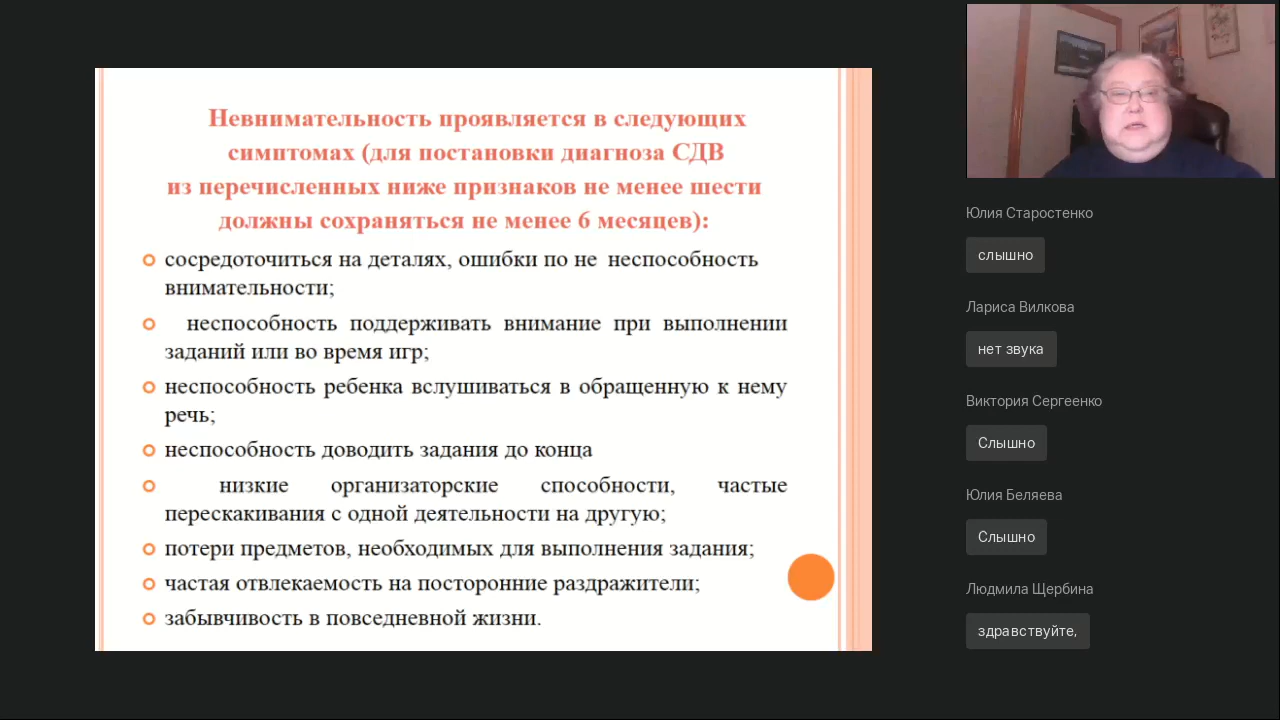 Невнимательность проявляется в следующих
симптомах (для постановки диагноза СДВ
из перечисленных ниже признаков не менее шести
должны сохраняться не менее 6 месяцев):
сосредоточиться на деталях, ошибки по не неспособность
внимательности;
неспособность поддерживать внимание при выполнении
заданий или во время игр;
неспособность ребенка вслушиваться в обращенную к нему
речь;
неспособность доводить задания до конца
низкие организаторские способности, частые
перескакивания с одной деятельности на другую;
потери предметов, необходимых для выполнения задания;
частая отвлекаемость на посторонние раздражители;
забывчивость в повседневной жизни.
Юлия Старостенко
слышно
Лариса Вилкова
нет звука
Виктория Сергеенко
Слышно
Юлия Беляева
Слышно
Людмила Щербина
здравствуйте,